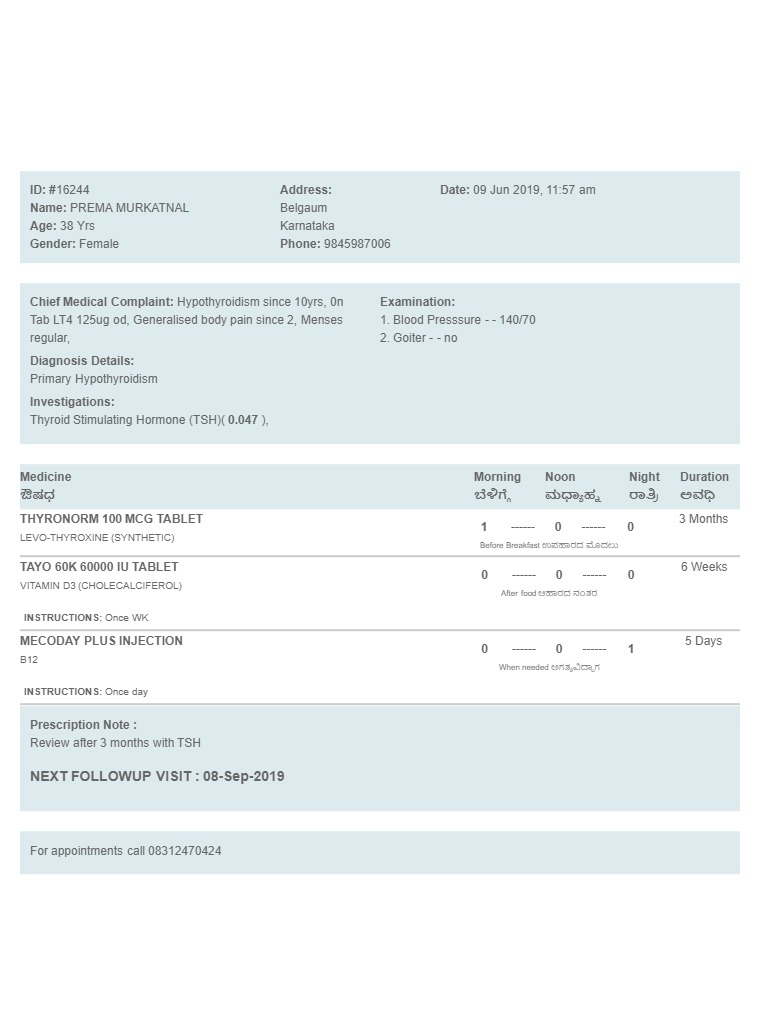 ID: #16244
Name: PREMA MURKATNAL
Age: 38 Yrs
Gender: Female
Address:
Belgaum
Karnataka
Phone: 9845987006
Date: 09 Jun 2019, 11:57 am
Chief Medical Complaint: Hypothyroidism since 10yrs, 0n
Tab LT4 125ug od, Generalised body pain since 2, Menses
regular,
Diagnosis Details:
Primary Hypothyroidism
Investigations:
Thyroid Stimulating Hormone (TSH)( 0.047 ),
Examination:
1. Blood Presssure - - 140/70
2. Goiter - - no
Medicine Morning Noon Night Duration
ಔಷಧ ಬೆಳಿಗ್ಗೆ ಮಧ್ಯಾಹ್ನ ರಾತ್ರಿ ಅವಧಿ
THYRONORM 100 MCG TABLET 1 ------ 0 ------ 0 3 Months
LEVO-THYROXINE (SYNTHETIC)
Before Breakfast ಉಪಹಾರದ ಮೊದಲು
TAYO 60K 60000 IU TABLET 0 ------ 0 ------ 0 6 Weeks
VITAMIN D3 (CHOLECALCIFEROL)
After food ಆಹಾರದ ನಂತರ
INSTRUCTIONS: Once WK
MECODAY PLUS INJECTION 0 ------ 0 ------ 1 5 Days
B12
When needed ಅಗತ್ಯವಿದ್ದಾಗ
INSTRUCTIONS: Once day
Prescription Note :
Review after 3 months with TSH
NEXT FOLLOWUP VISIT : 08-Sep-2019
For appointments call 08312470424